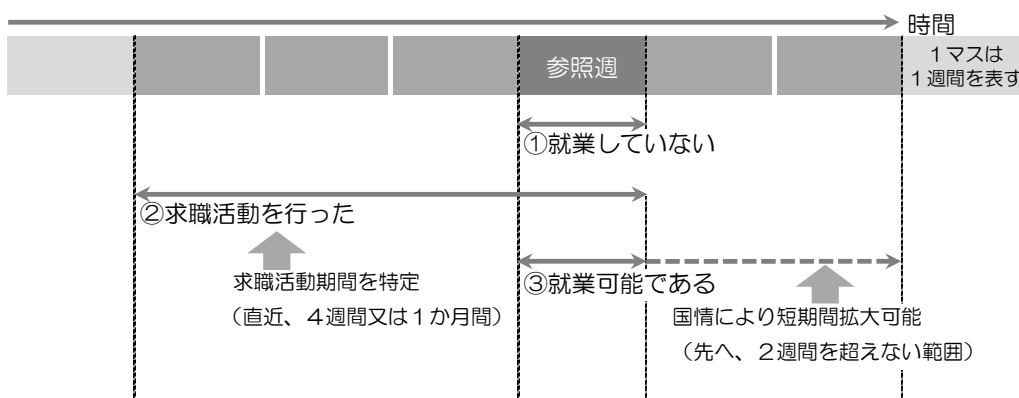 時間
参照週
１マスは
１週間を表す
①就業していない
②求職活動を行った
求職活動期間を特定
（直近、４週間又は１か月間）
③就業可能である
国情により短期間拡大可能
（先へ、２週間を超えない範囲）